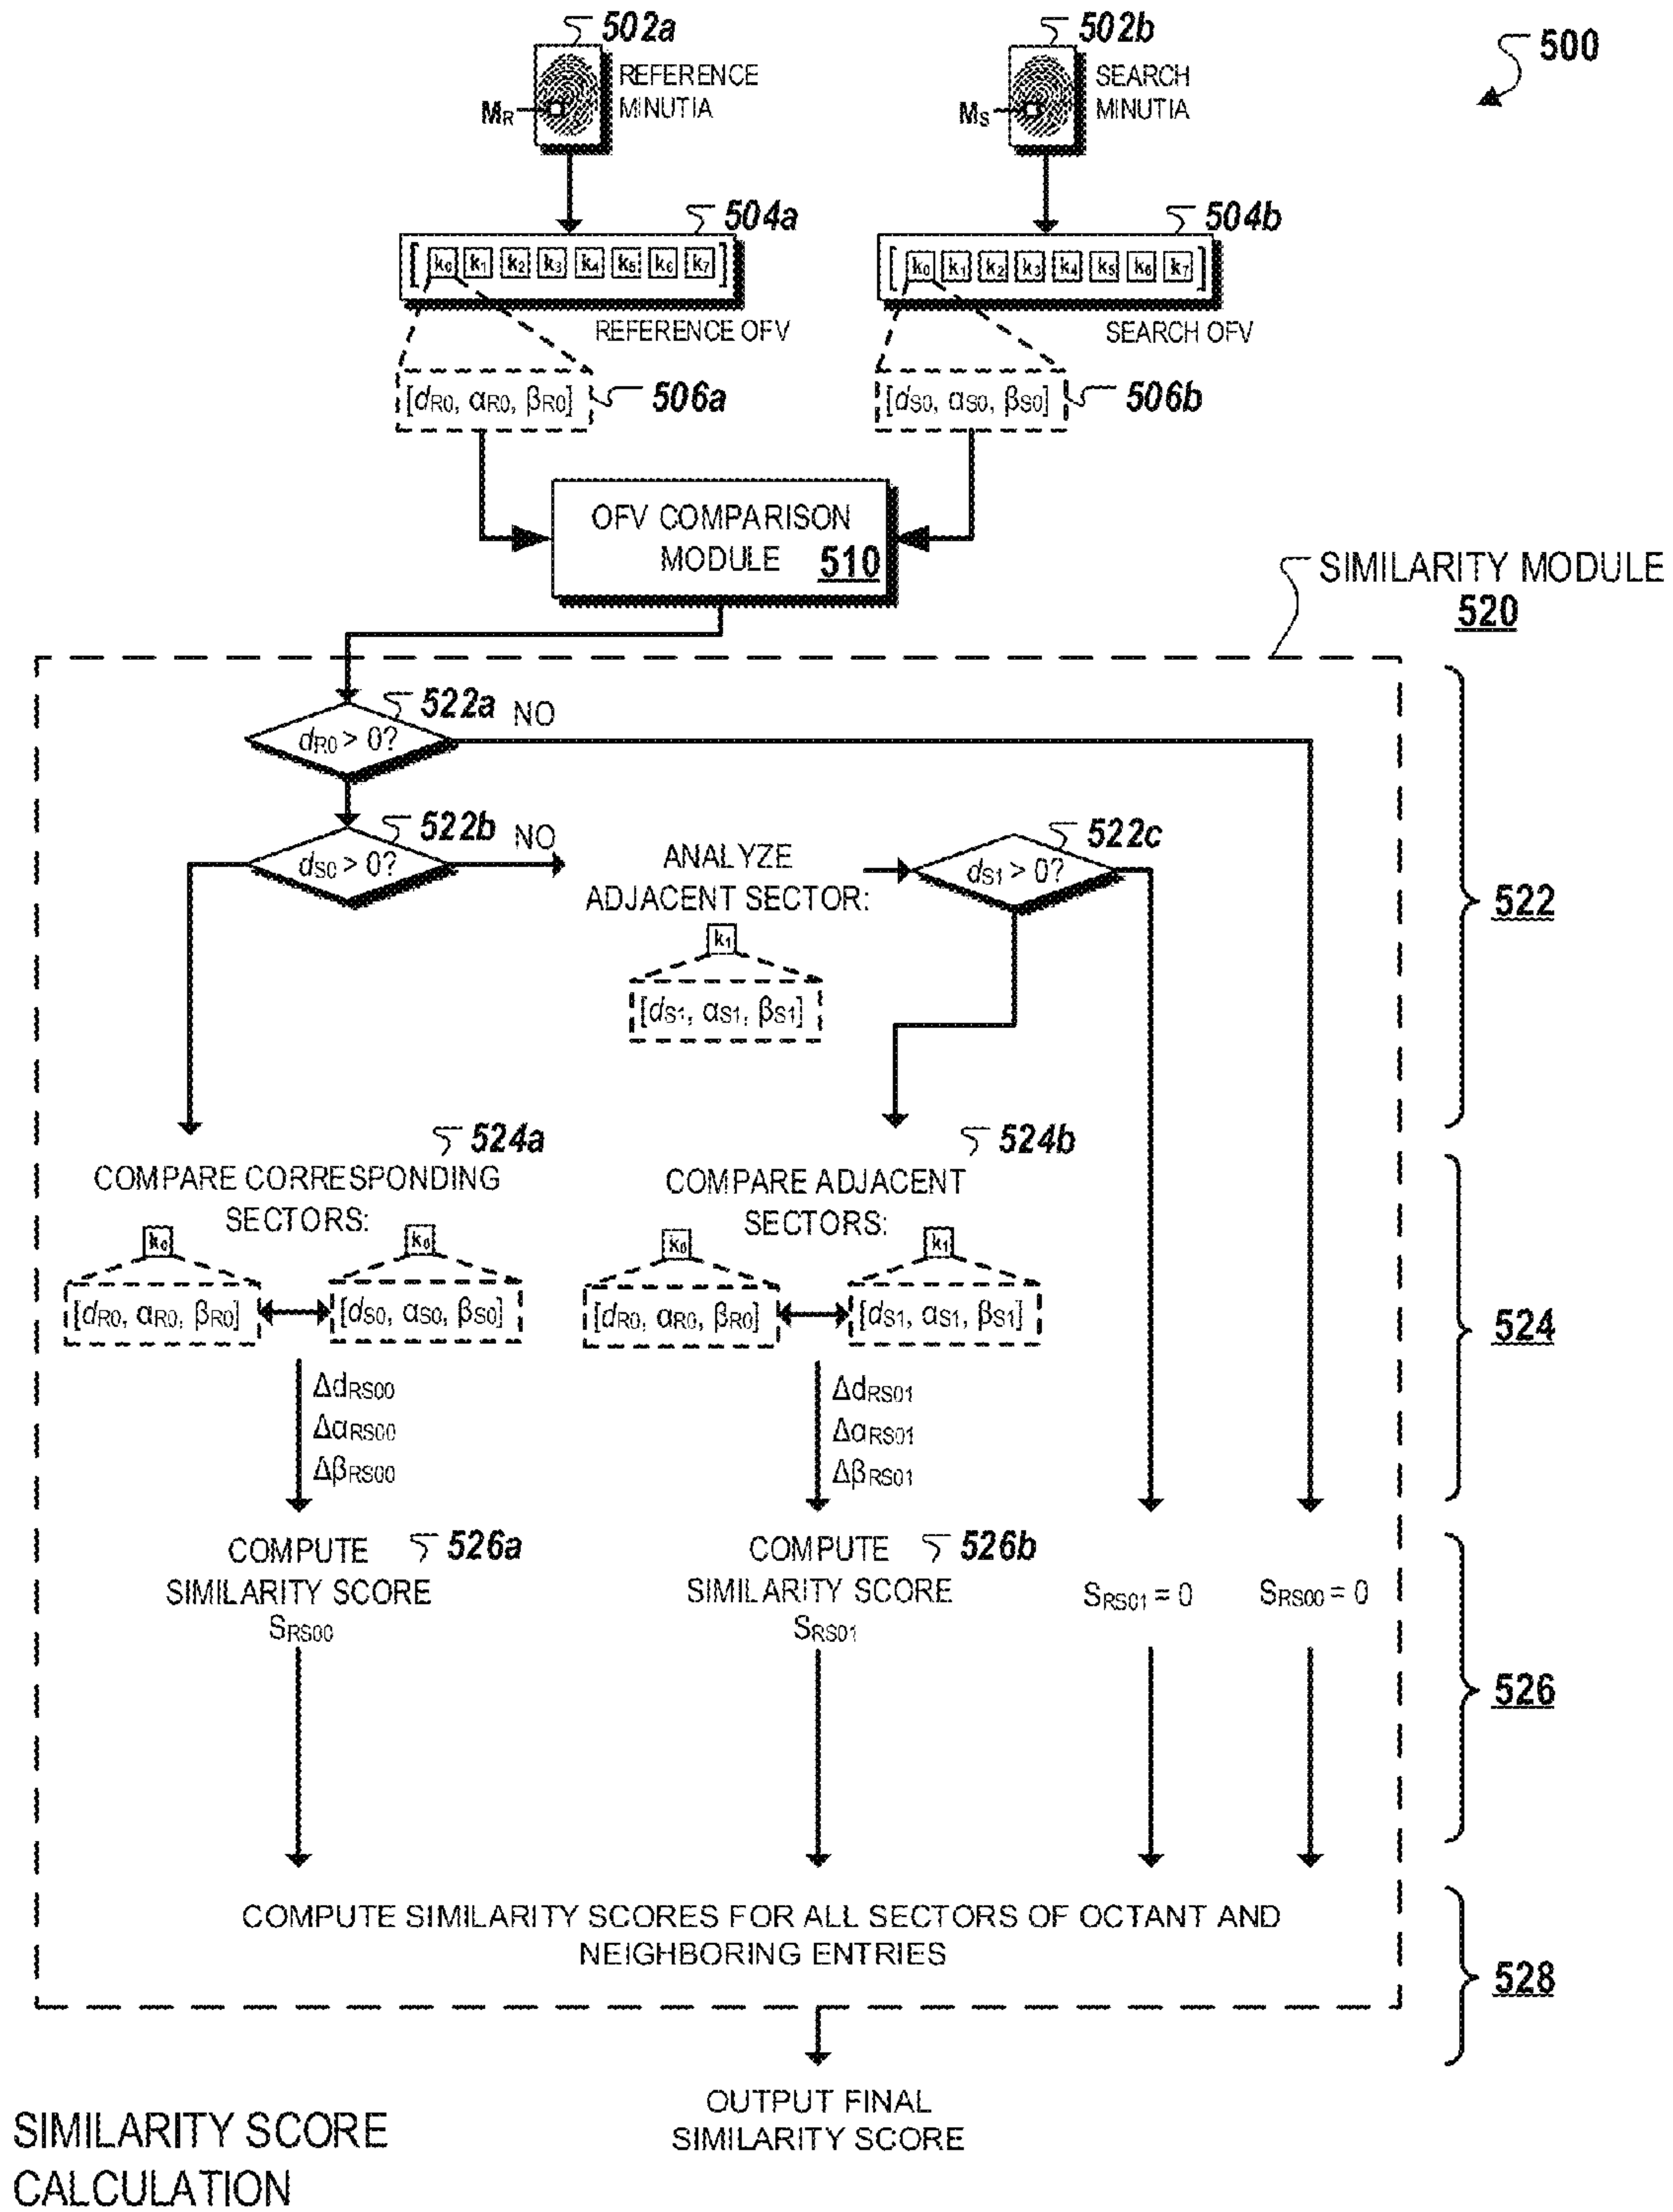 502a
502b
500
REFERENCE
MINUTIA
MR
SEARCH
MINUTIA
MS
504a
504b
[k0 k1 k2 k3 k4 k5 k6 k7]
[k0 k1 k2 k3 k4 k5 k6 k7]
REFERENCE OFV
SEARCH OFV
[dR0, αR0, βR0]
506a
[dS0, αS0, βS0]
506b
OFV COMPARISON
MODULE 510
SIMILARITY MODULE
520
522a
NO
dR0 > 0?
522b
NO
dS0 > 0?
ANALYZE
ADJACENT SECTOR:
522c
dS1 > 0?
k1
[dS1, αS1, βS1]
522
524a
COMPARE CORRESPONDING
SECTORS:
524b
COMPARE ADJACENT
SECTORS:
k0
k0
k0
k1
[dR0, αR0, βR0]
[dS0, αS0, βS0]
[dR0, αR0, βR0]
[dS1, αS1, βS1]
524
ΔdRS00
ΔαRS00
ΔβRS00
ΔdRS01
ΔαRS01
ΔβRS01
COMPUTE
SIMILARITY SCORE
SRS00
526a
COMPUTE
SIMILARITY SCORE
SRS01
526b
SRS01 = 0
SRS00 = 0
526
COMPUTE SIMILARITY SCORES FOR ALL SECTORS OF OCTANT AND
NEIGHBORING ENTRIES
528
OUTPUT FINAL
SIMILARITY SCORE
SIMILARITY SCORE
CALCULATION